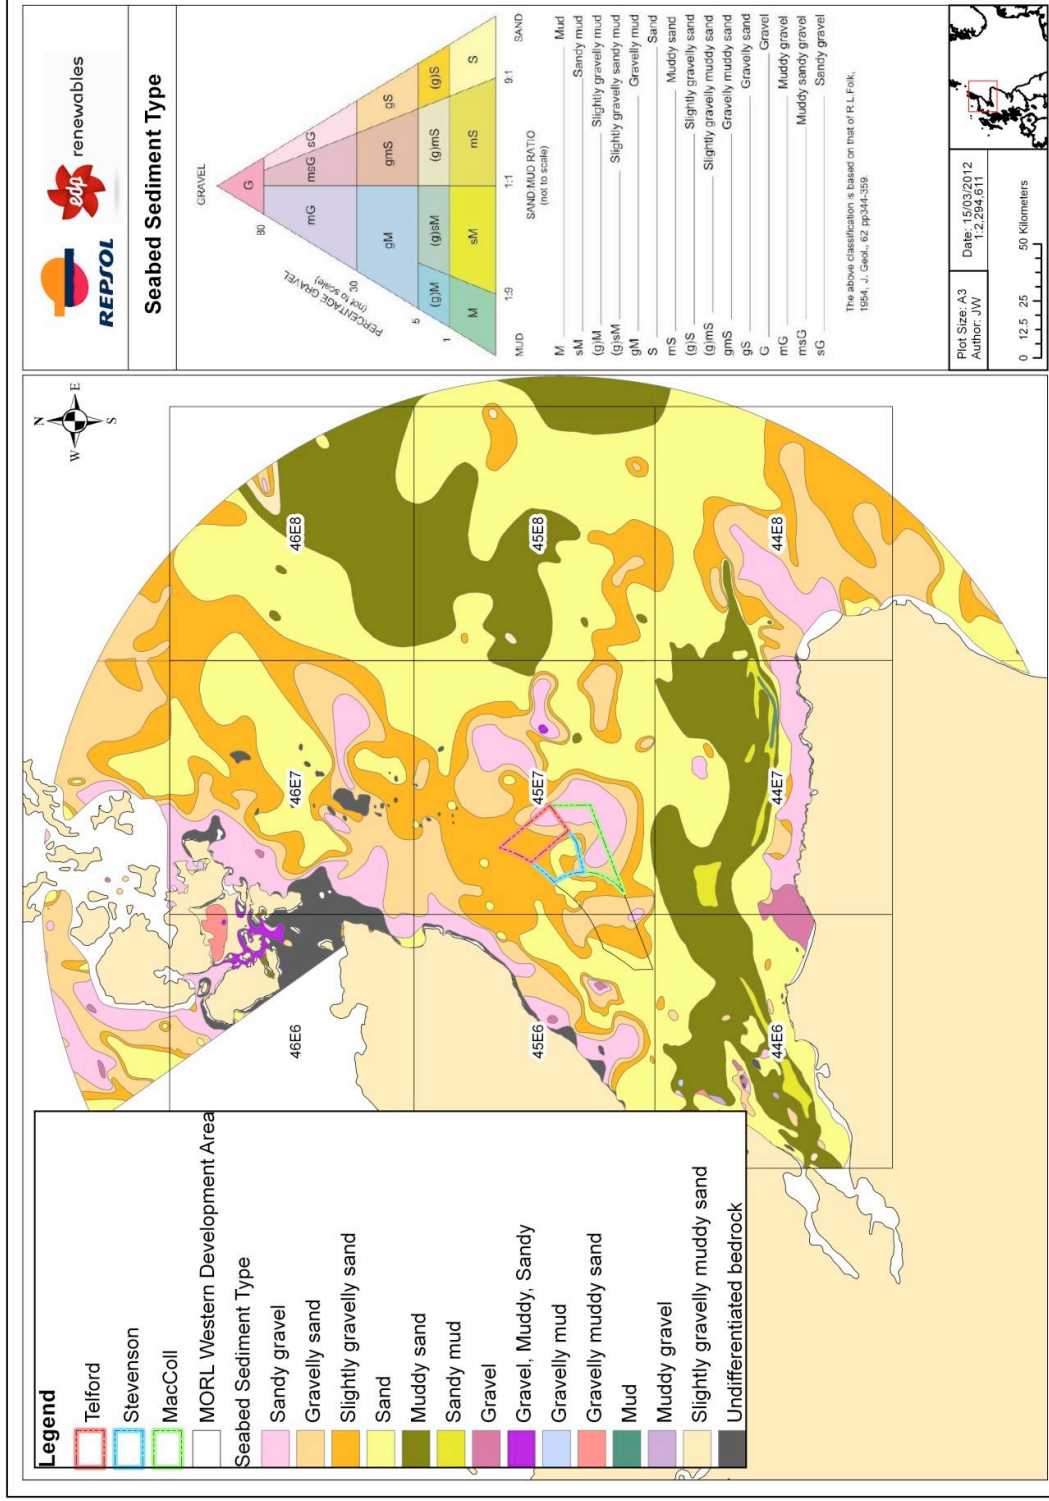 REPSOL
edp renewables
Seabed Sediment Type
GRAVEL
G
80
mG
msG
sG
PERCENTAGE GRAVEL
(not to scale)
30
gM
gmS
gS
5
(g)M
(g)sM
(g)mS
(g)S
1
M
sM
mS
S
MUD
1:9
1:1
9:1
SAND
SAND:MUD RATIO
(not to scale)
M Mud
sM Sandy mud
(g)M Slightly gravelly mud
(g)sM Slightly gravelly sandy mud
gM Gravelly mud
S Sand
mS Muddy sand
(g)S Slightly gravelly sand
(g)mS Slightly gravelly muddy sand
gmS Gravelly muddy sand
gS Gravelly sand
G Gravel
mG Muddy gravel
msG Muddy sandy gravel
sG Sandy gravel
The above classification is based on that of R.L.Folk,
1954, J. Geol., 62 pp344-359.
Plot Size: A3
Author: JW
Date: 15/03/2012
1:2,294,611
0 12.5 25 50 Kilometers
N
W E
S
46E6
46E7
46E8
45E6
45E7
45E8
44E6
44E7
44E8
Legend
Telford
Stevenson
MacColl
MORL Western Development Area
Seabed Sediment Type
Sandy gravel
Gravelly sand
Slightly gravelly sand
Sand
Muddy sand
Sandy mud
Gravel
Gravel, Muddy, Sandy
Gravelly mud
Gravelly muddy sand
Mud
Muddy gravel
Slightly gravelly muddy sand
Undifferentiated bedrock